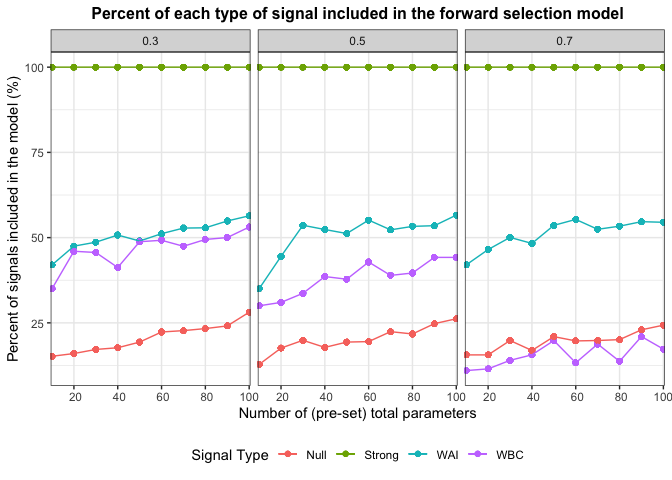 Percent of each type of signal included in the forward selection model
0.3 0.5 0.7
Percent of signals included in the model (%)
100
75
50
25
20 40 60 80 100 20 40 60 80 100 20 40 60 80 100
Number of (pre-set) total parameters
Signal Type Null Strong WAI WBC